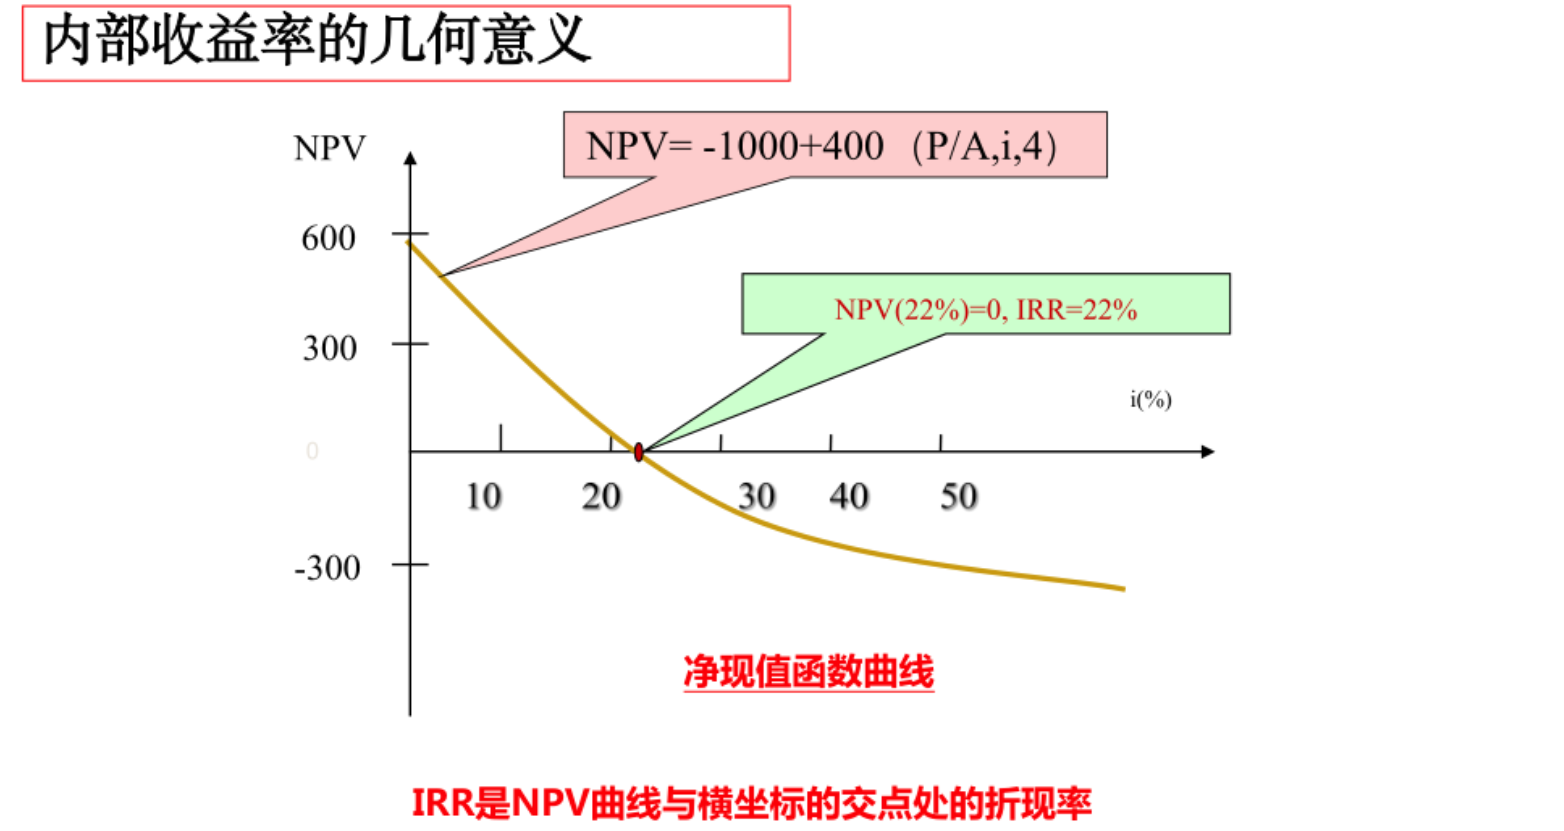 内部收益率的几何意义
NPV= -1000+400（P/A,i,4）
NPV
600
NPV(22%)=0, IRR=22%
300
i(%)
0
10 20 30 40 50
-300
净现值函数曲线
IRR是NPV曲线与横坐标的交点处的折现率